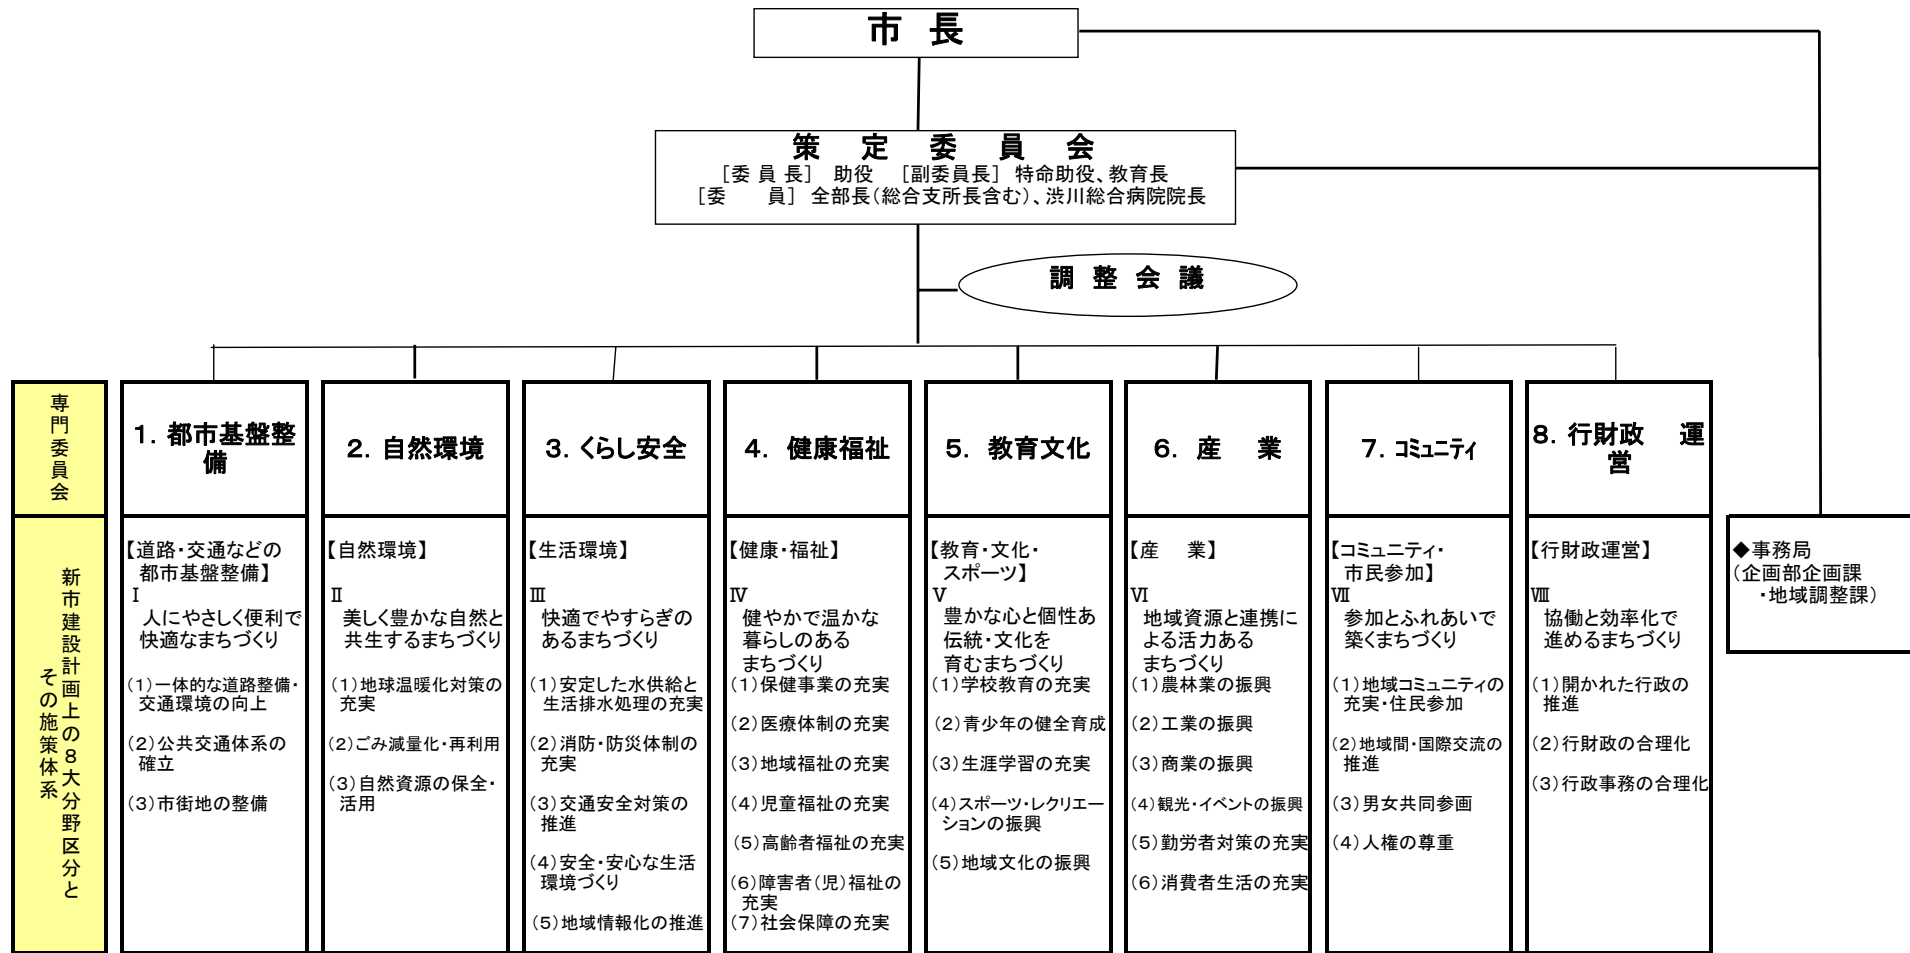 市　長
策　定　委　員　会
［委 員 長］ 助役　［副委員長］ 特命助役、教育長
［委　　員］ 全部長（総合支所長含む）、渋川総合病院院長
調 整 会 議
専門委員会
1．都市基盤整
備
2．自然環境
3．くらし安全
4．健康福祉
5．教育文化
6．産　業
7．ｺﾐｭﾆﾃｨ
8．行財政　運
営
新市建設計画上の８大分野区分と
その施策体系
【道路・交通などの
都市基盤整備】
Ⅰ
人にやさしく便利で
快適なまちづくり
（1）一体的な道路整備・
交通環境の向上
（2）公共交通体系の
確立
（3）市街地の整備
【自然環境】
Ⅱ
美しく豊かな自然と
共生するまちづくり
（1）地球温暖化対策の
充実
（2）ごみ減量化・再利用
（3）自然資源の保全・
活用
【生活環境】
Ⅲ
快適でやすらぎの
あるまちづくり
（1）安定した水供給と
生活排水処理の充実
（2）消防・防災体制の
充実
（3）交通安全対策の
推進
（4）安全・安心な生活
環境づくり
（5）地域情報化の推進
【健康・福祉】
Ⅳ
健やかで温かな
暮らしのある
まちづくり
（1）保健事業の充実
（2）医療体制の充実
（3）地域福祉の充実
（4）児童福祉の充実
（5）高齢者福祉の充実
（6）障害者（児）福祉の
充実
（7）社会保障の充実
【教育・文化・
スポーツ】
Ⅴ
豊かな心と個性あ
伝統・文化を
育むまちづくり
（1）学校教育の充実
（2）青少年の健全育成
（3）生涯学習の充実
（4）スポーツ・レクリエー
ションの振興
（5）地域文化の振興
【産　業】
Ⅵ
地域資源と連携に
よる活力ある
まちづくり
（1）農林業の振興
（2）工業の振興
（3）商業の振興
（4）観光・イベントの振興
（5）勤労者対策の充実
（6）消費者生活の充実
【コミュニティ・
市民参加】
Ⅶ
参加とふれあいで
築くまちづくり
（1）地域コミュニティの
充実・住民参加
（2）地域間・国際交流の
推進
（3）男女共同参画
（4）人権の尊重
【行財政運営】
Ⅷ
協働と効率化で
進めるまちづくり
（1）開かれた行政の
推進
（2）行財政の合理化
（3）行政事務の合理化
◆事務局
（企画部企画課
・地域調整課）